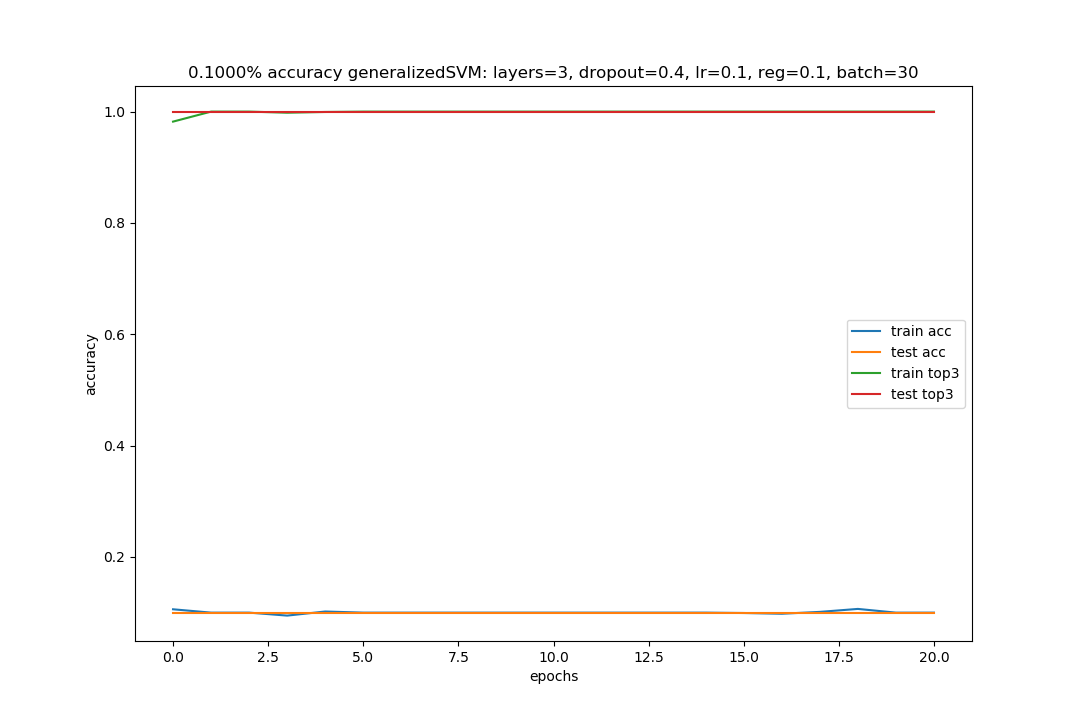 0.1000% accuracy generalizedSVM: layers=3, dropout=0.4, lr=0.1, reg=0.1, batch=30
1.0
0.8
0.6
0.4
0.2
accuracy
train acc
test acc
train top3
test top3
0.0 2.5 5.0 7.5 10.0 12.5 15.0 17.5 20.0
epochs